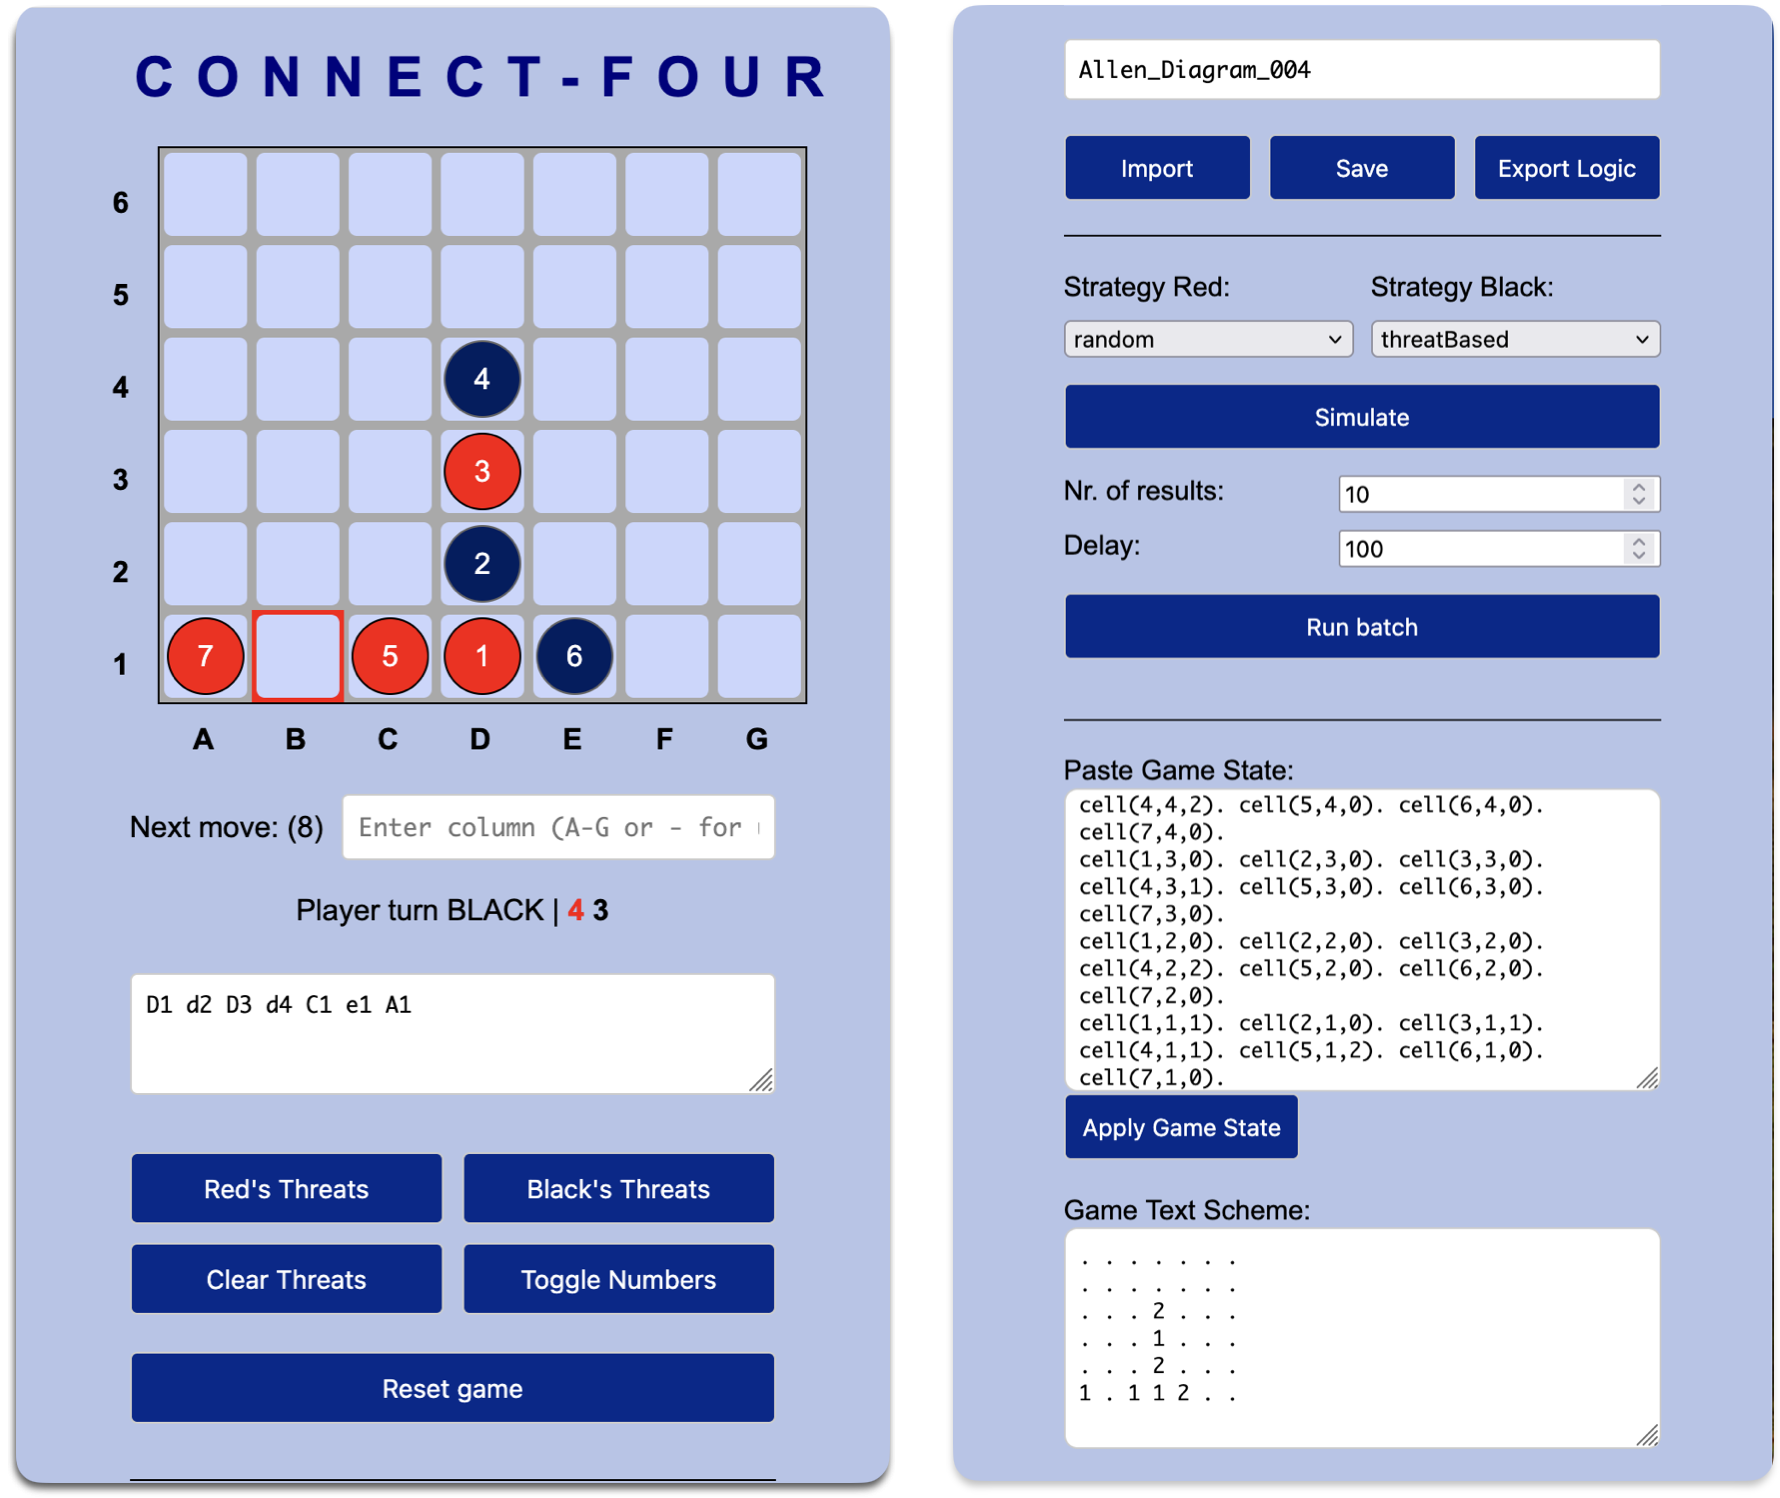 CONNECT-FOUR
6
5
4 4
3 3
2 2
1 7 5 1 6
A B C D E F G
Next move: (8) Enter column (A-G or - for
Player turn BLACK | 4 3
D1 d2 D3 d4 C1 e1 A1
Red's Threats Black's Threats
Clear Threats Toggle Numbers
Reset game
Allen_Diagram_004
Import Save Export Logic
Strategy Red: Strategy Black:
random threatBased
Simulate
Nr. of results: 10
Delay: 100
Run batch
Paste Game State:
cell(4,4,2). cell(5,4,0). cell(6,4,0).
cell(7,4,0).
cell(1,3,0). cell(2,3,0). cell(3,3,0).
cell(4,3,1). cell(5,3,0). cell(6,3,0).
cell(7,3,0).
cell(1,2,0). cell(2,2,0). cell(3,2,0).
cell(4,2,2). cell(5,2,0). cell(6,2,0).
cell(7,2,0).
cell(1,1,1). cell(2,1,0). cell(3,1,1).
cell(4,1,1). cell(5,1,2). cell(6,1,0).
cell(7,1,0).
Apply Game State
Game Text Scheme:
. . . . . . .
. . . . . . .
. . . 2 . . .
. . . 1 . . .
. . . 2 . . .
1 . 1 1 2 . .